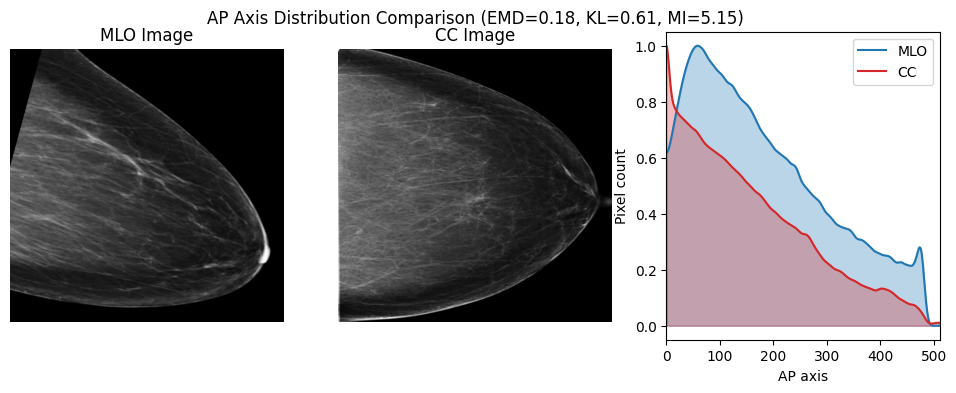 AP Axis Distribution Comparison (EMD=0.18, KL=0.61, MI=5.15)
MLO Image
CC Image
MLO
CC
1.0
0.8
0.6
0.4
0.2
0.0
Pixel count
0 100 200 300 400 500
AP axis